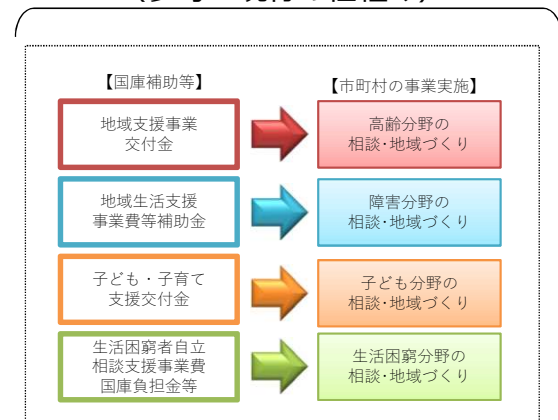 【国庫補助等】
【市町村の事業実施】
地域支援事業
交付金
高齢分野の
相談・地域づくり
地域生活支援
事業費等補助金
障害分野の
相談・地域づくり
子ども・子育て
支援交付金
子ども分野の
相談・地域づくり
生活困窮者自立
相談支援事業費
国庫負担金等
生活困窮分野の
相談・地域づくり